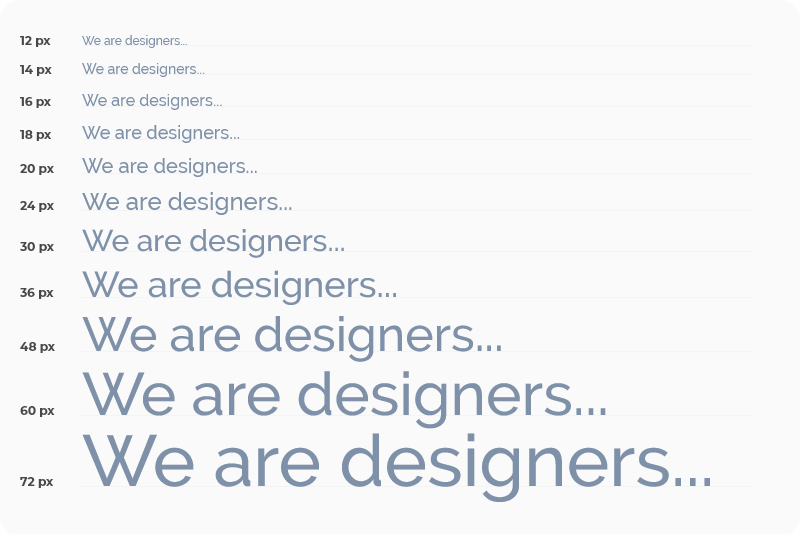 12 px We are designers...
14 px We are designers...
16 px We are designers...
18 px We are designers...
20 px We are designers...
24 px We are designers...
30 px We are designers...
36 px We are designers...
48 px We are designers...
60 px We are designers...
72 px We are designers...